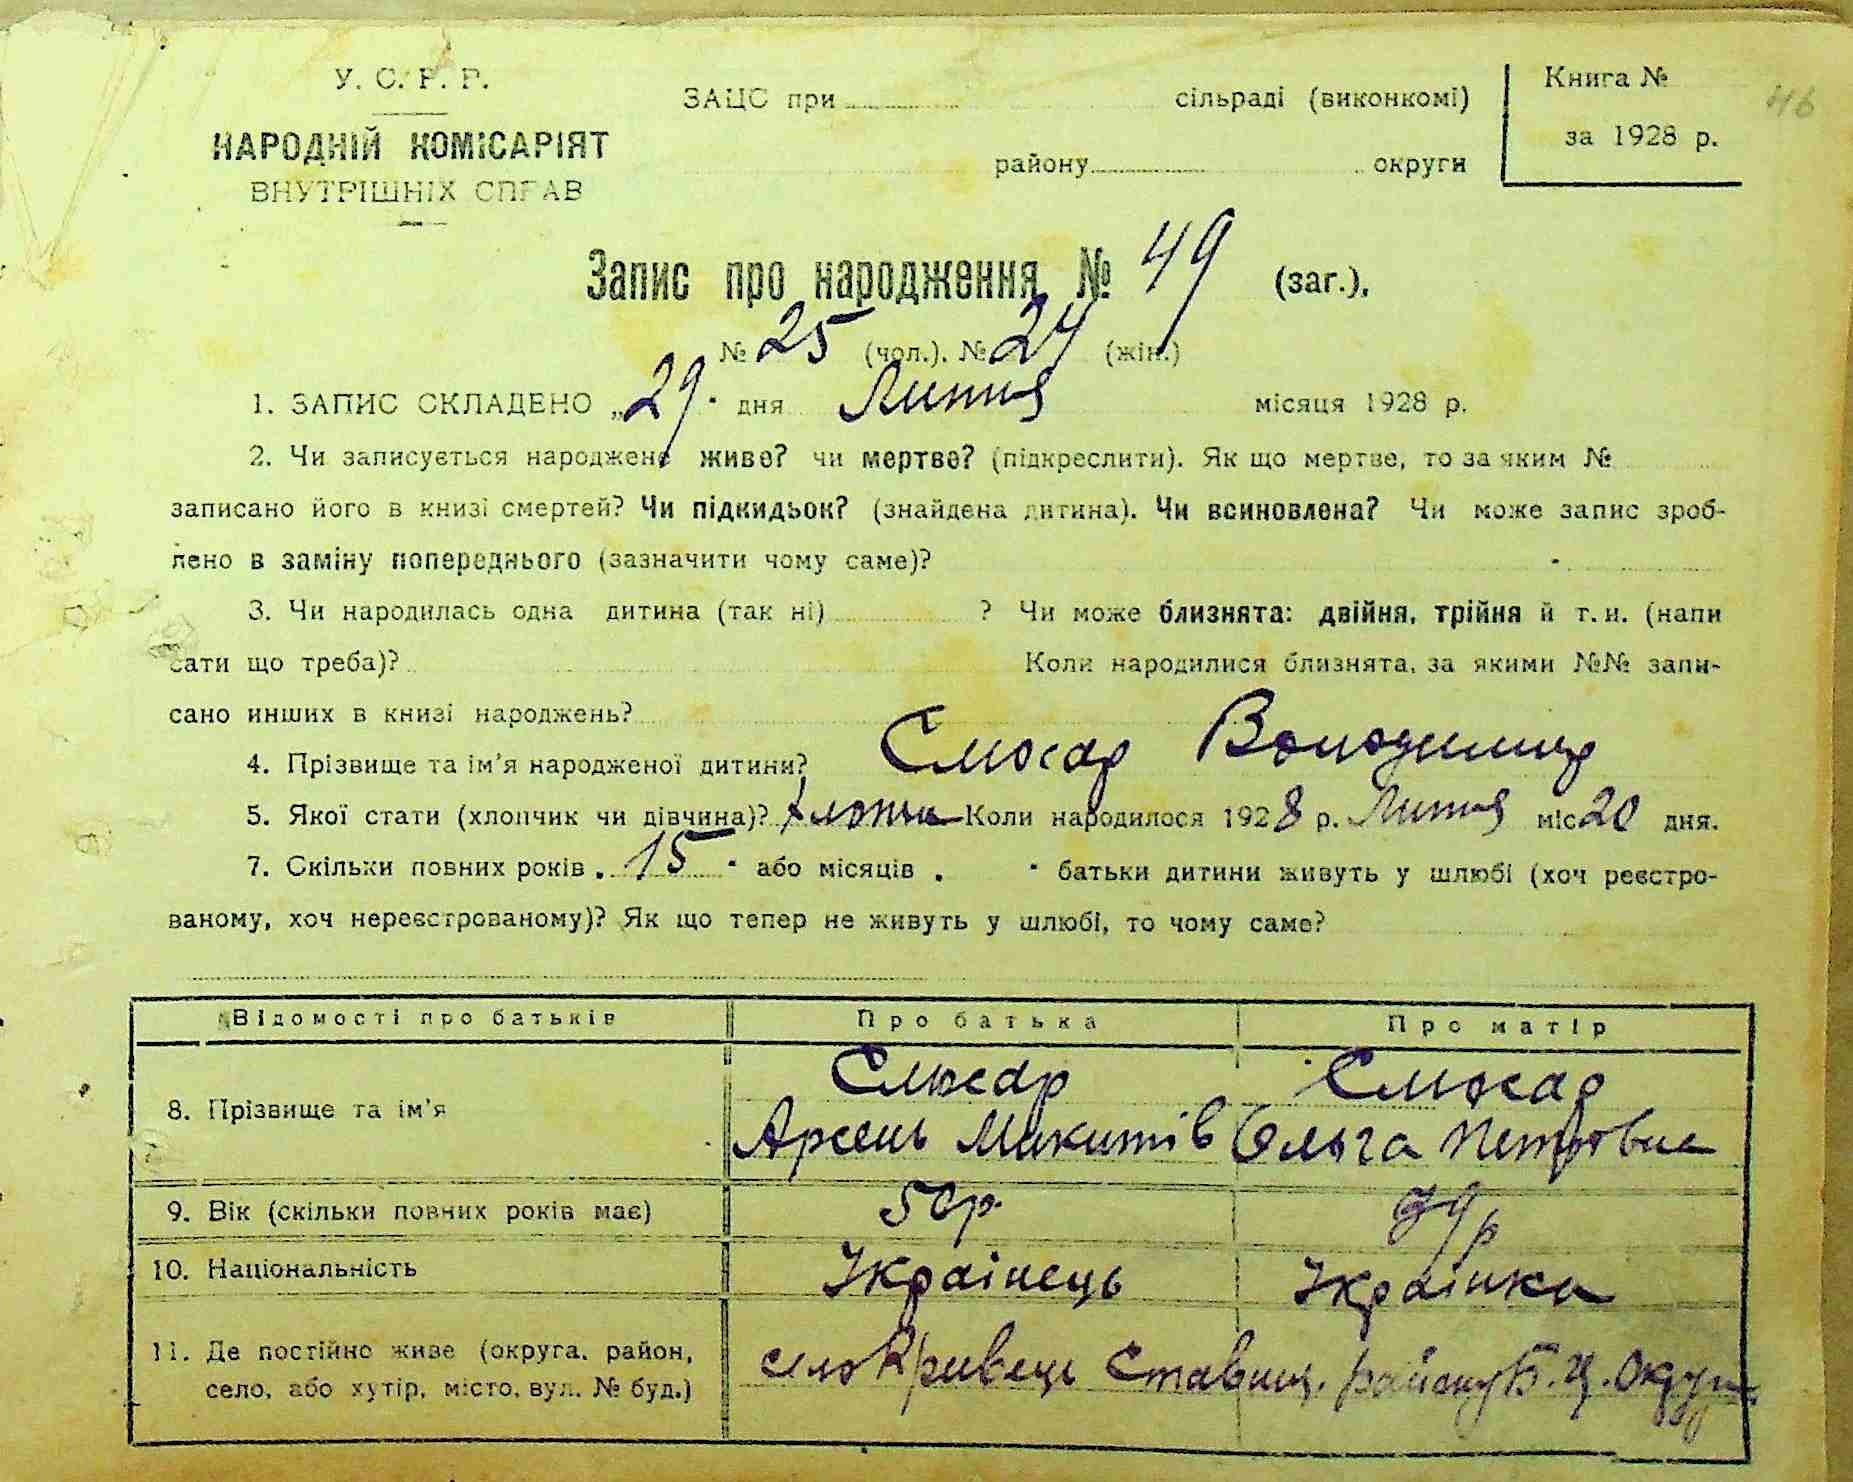 У. С. Р. Р.
НАРОДНІЙ КОМІСАРІЯТ
ВНУТРІШНІХ СПРАВ
ЗАЦС при сільраді (виконкомі)
району округи
Книга №
за 1928 р.
46
Запис про народження № 49 (заг.),
№ 25 (чол.). № 24 (жін.)
1. ЗАПИС СКЛАДЕНО „29" дня Липня місяця 1928 р.
2. Чи записується народжене живе? чи мертве? (підкреслити). Як що мертве, то за яким №
записано його в книзі смертей? Чи підкидьок? (знайдена дитина). Чи всиновлена? Чи може запис зроб-
лено в заміну попереднього (зазначити чому саме)?
3. Чи народилась одна дитина (так ні) ? Чи може близнята: двійня, трійня й т. и. (напи
сати що треба)? Коли народилися близнята, за якими №№ запи-
сано инших в книзі народжень?
4. Прізвище та ім'я народженої дитини? Слюсар Володимир
5. Якої стати (хлопчик чи дівчина)? Коли народилося 1928 р. Липня міс 20 дня.
7. Скільки повних років „15" або місяців „ " батьки дитини живуть у шлюбі (хоч реєстро-
ваному, хоч нереєстрованому)? Як що тепер не живуть у шлюбі, то чому саме?
Відомості про батьків Про батька Про матір
8. Прізвище та ім'я Слюсар Арсень Микитів Слюсар Ольга Петровна
9. Вік (скільки повних років має) 50 р.
10. Національність Українець Українка
11. Де постійно живе (округа, район, село Кривець Ставищ. району Б. Ц. Округи
село, або хутір, місто, вул. № буд.)